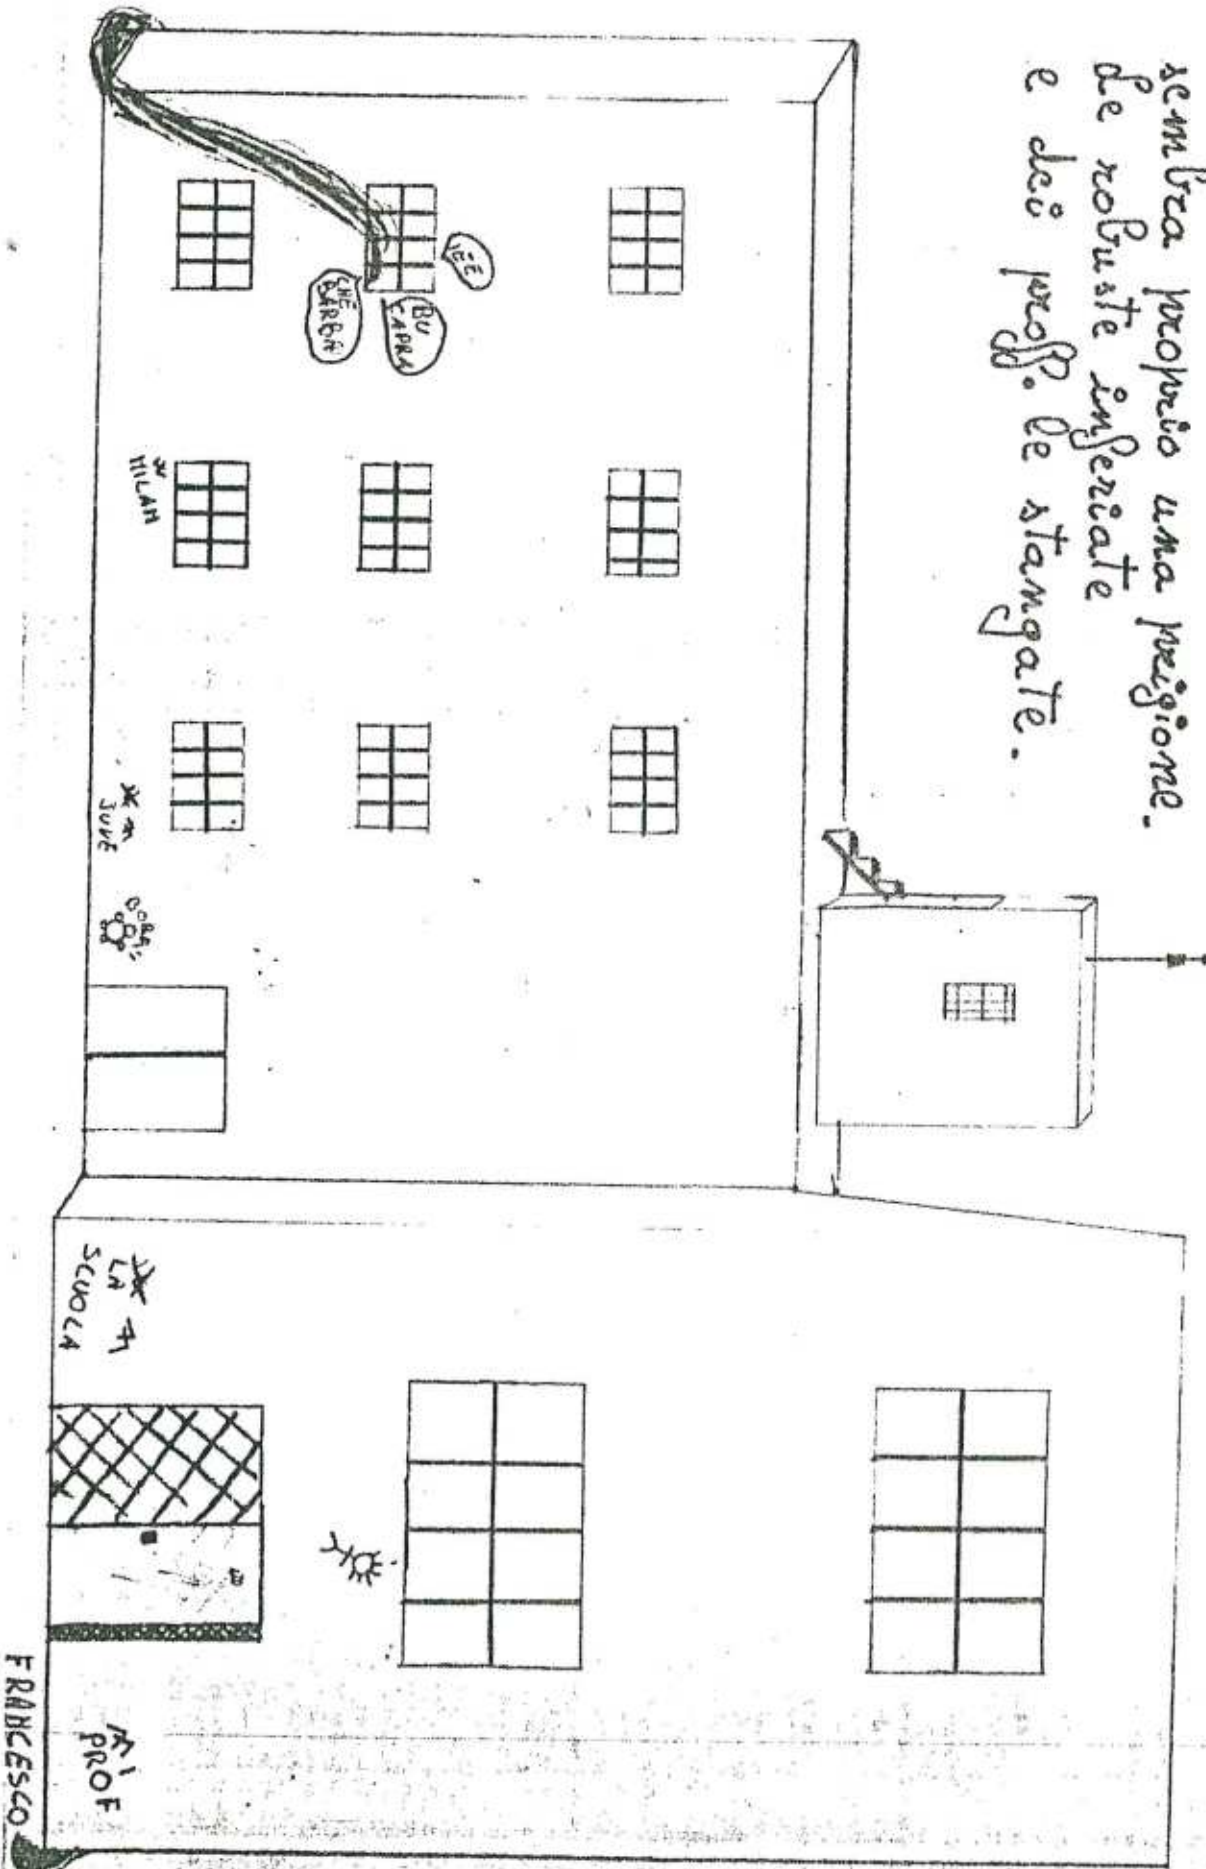 sembra proprio una prigione.
de robuste inferiate
e dei proff. le stangate.
BU
CAPRA
CHE
BARBA
W
MILAN
JUVE
LA
SCUOLA
PROF
FRANCESCO